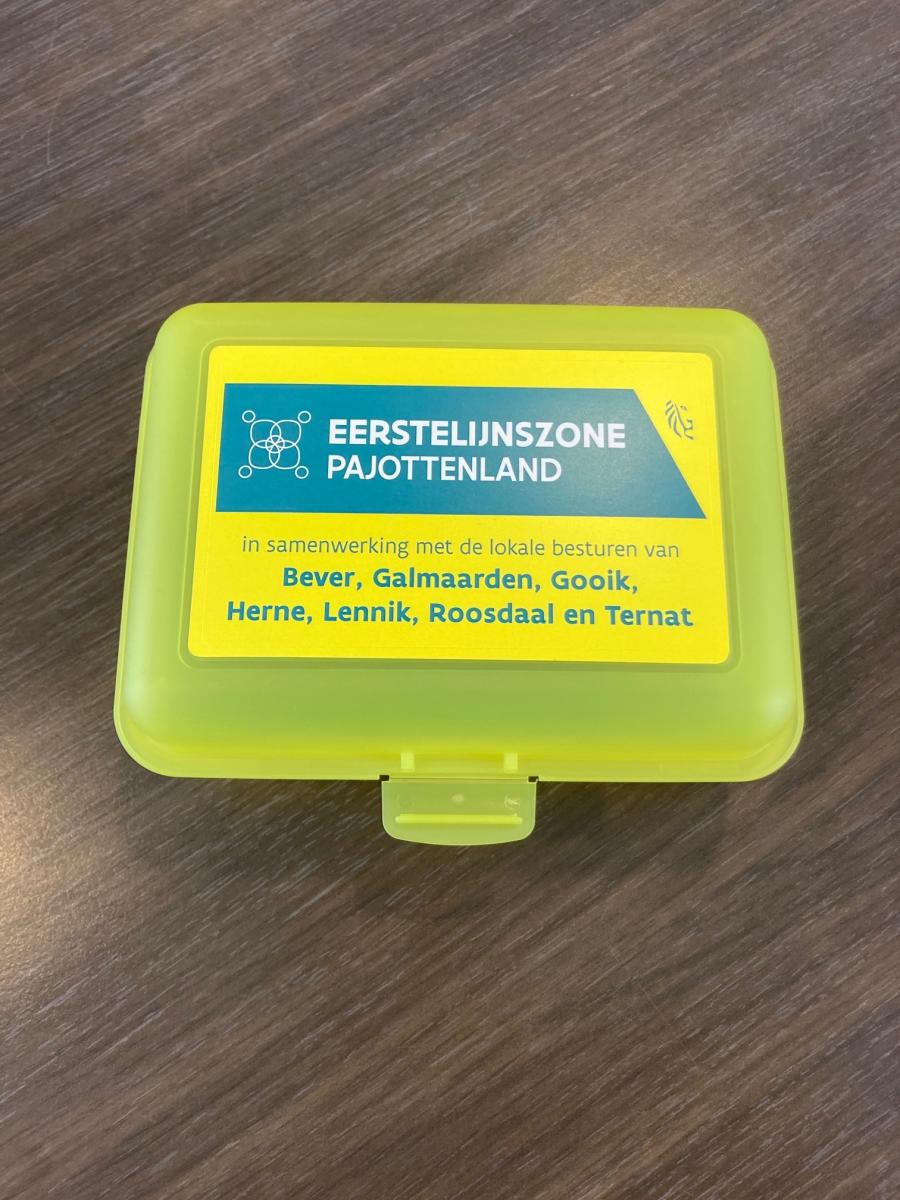 EERSTELIJNSZONE
PAJOTTENLAND
in samenwerking met de lokale besturen van
Bever, Galmaarden, Gooik,
Herne, Lennik, Roosdaal en Ternat